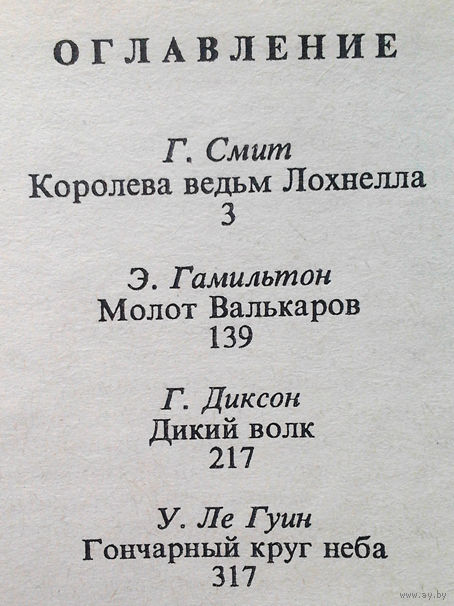 ОГЛАВЛЕНИЕ
Г. Смит
Королева ведьм Лохнелла
3
Э. Гамильтон
Молот Валькаров
139
Г. Диксон
Дикий волк
217
У. Ле Гуин
Гончарный круг неба
317
www.ay.by